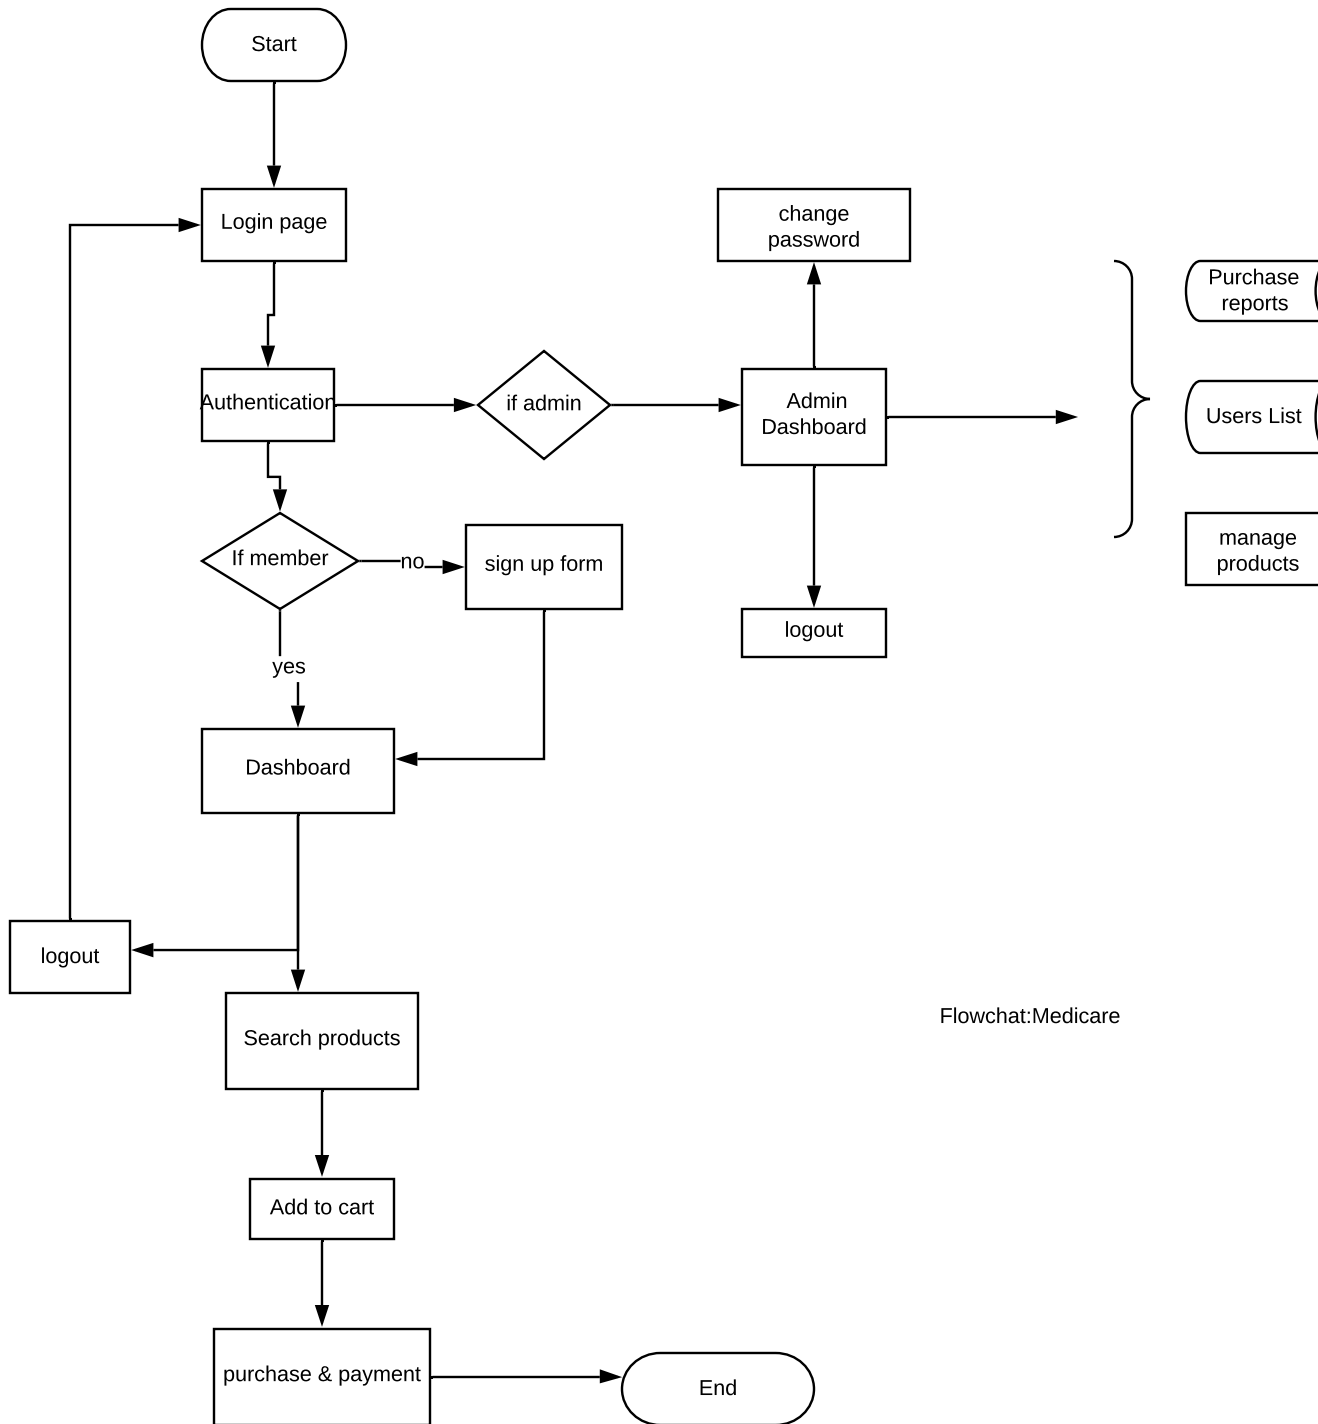 Start
Login page
change
password
Purchase
reports
Authentication
if admin
Admin
Dashboard
Users List
If member
no
sign up form
manage
products
logout
yes
Dashboard
logout
Search products
Flowchat:Medicare
Add to cart
purchase & payment
End